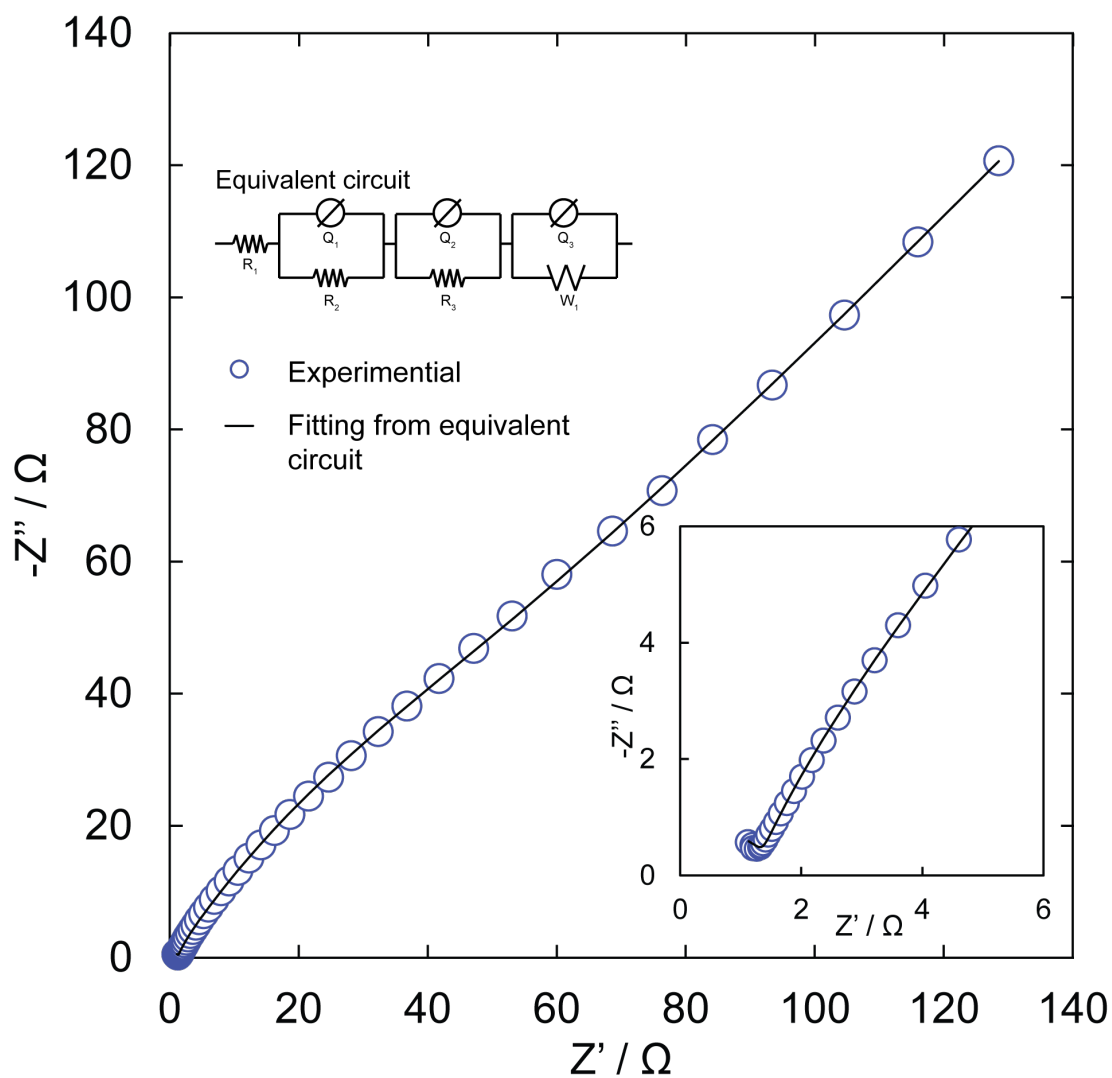 140
120
100
80
60
40
20
0
-Z’’ / Ω
Equivalent circuit
R₁
Q₁
R₂
Q₂
R₃
Q₃
W₁
Experimental
Fitting from equivalent
circuit
6
4
2
0
-Z’’ / Ω
0 2 4 6
Z’ / Ω
0 20 40 60 80 100 120 140
Z’ / Ω